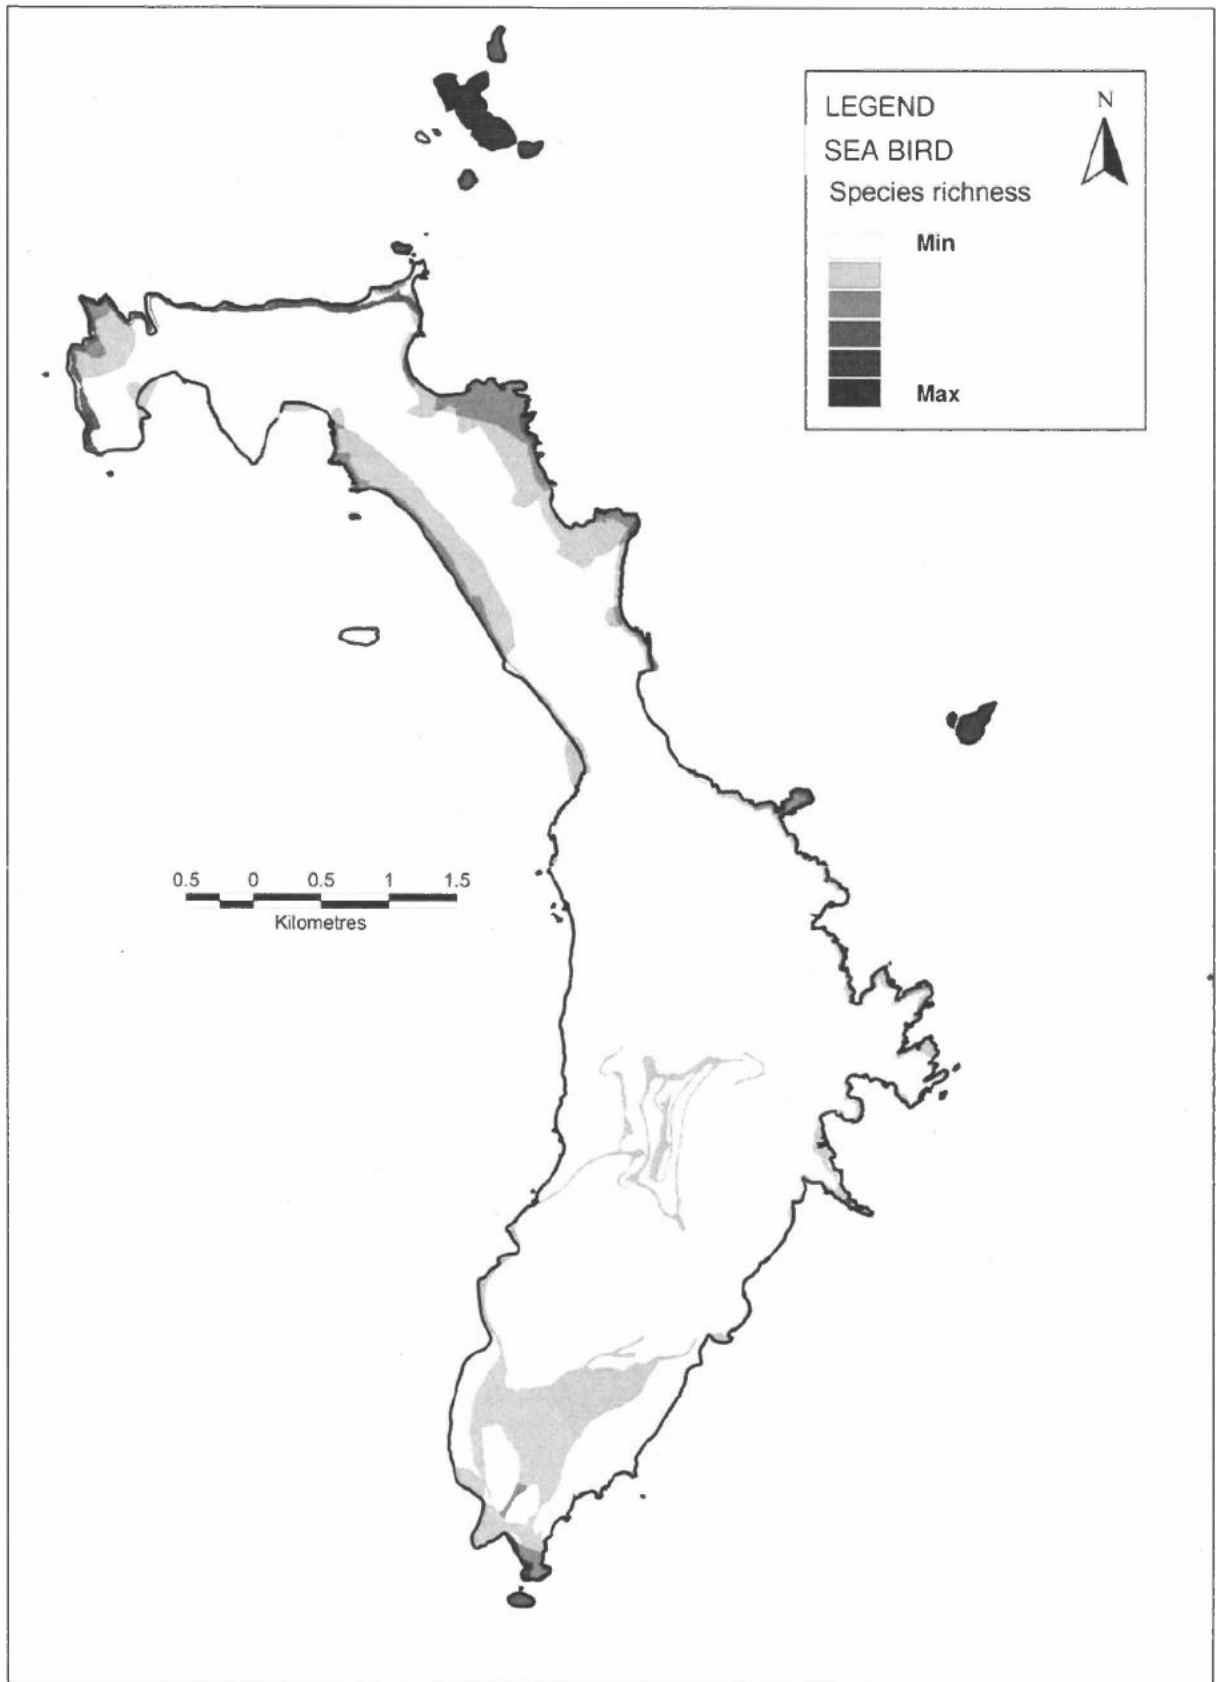 LEGEND
N
SEA BIRD
Species richness
Min
Max
0.5 0 0.5 1 1.5
Kilometres